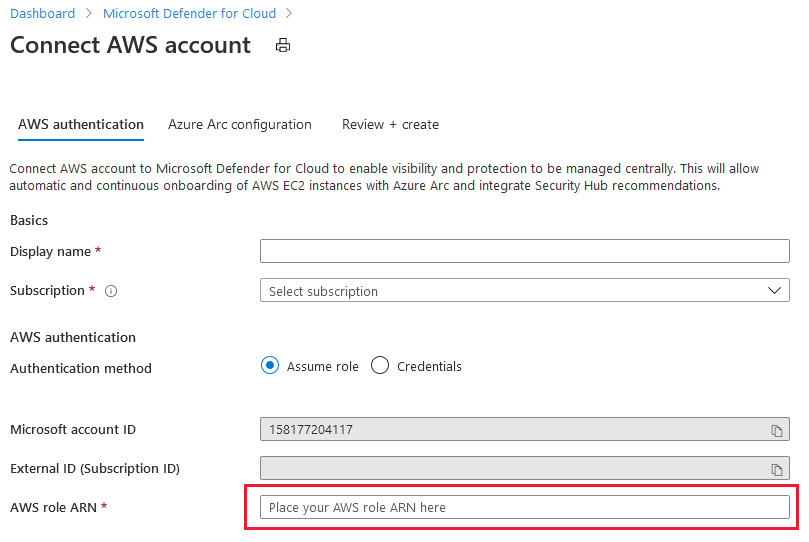 Dashboard > Microsoft Defender for Cloud >
Connect AWS account
AWS authentication Azure Arc configuration Review + create
Connect AWS account to Microsoft Defender for Cloud to enable visibility and protection to be managed centrally. This will allow
automatic and continuous onboarding of AWS EC2 instances with Azure Arc and integrate Security Hub recommendations.
Basics
Display name *
Subscription * Select subscription
AWS authentication
Authentication method Assume role Credentials
Microsoft account ID 158177204117
External ID (Subscription ID)
AWS role ARN * Place your AWS role ARN here